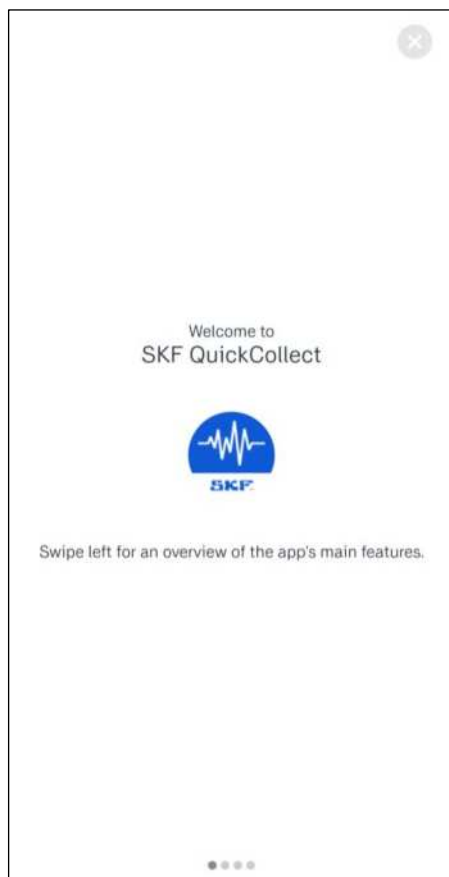 Welcome to
SKF QuickCollect
SKF
Swipe left for an overview of the app's main features.